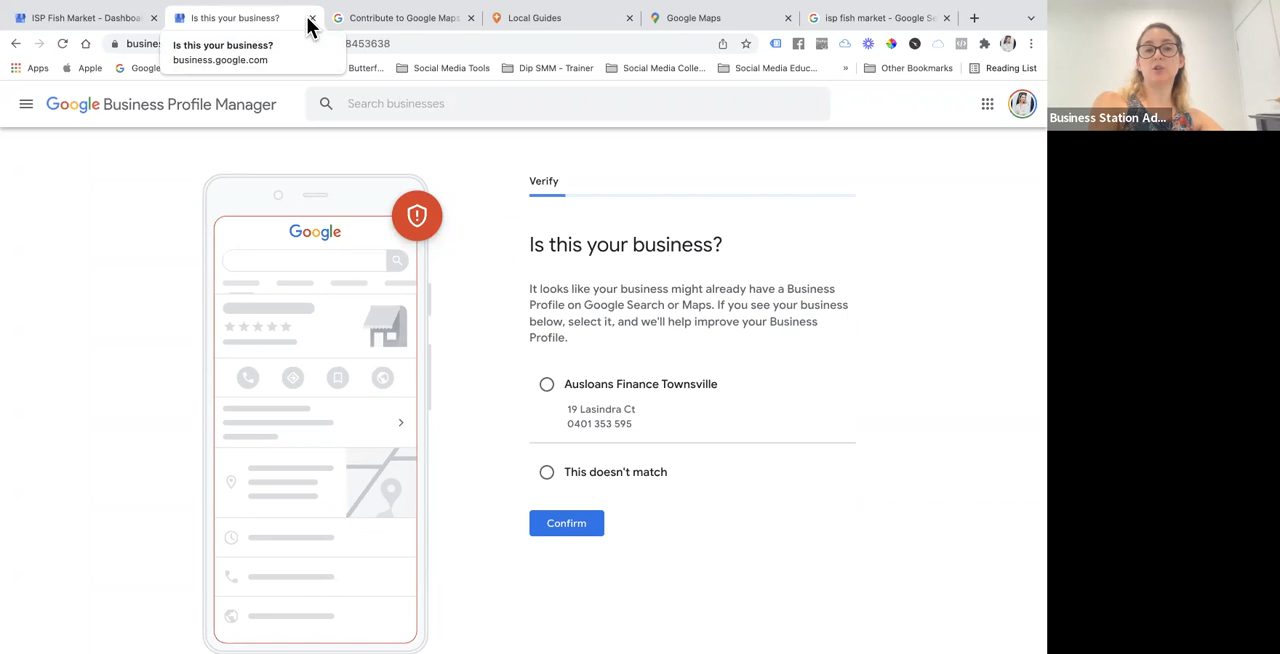 ISP Fish Market - Dashboa
Is this your business?
Contribute to Google Maps
Local Guides
Google Maps
isp fish market - Google Se
busine
8453638
Is this your business?
business.google.com
Apps
Apple
Google
Butterf...
Social Media Tools
Dip SMM - Trainer
Social Media Colle...
Social Media Educ...
»
Other Bookmarks
Reading List
Google Business Profile Manager
Search businesses
Business Station Ad...
Google
Verify
Is this your business?
It looks like your business might already have a Business
Profile on Google Search or Maps. If you see your business
below, select it, and we'll help improve your Business
Profile.
Ausloans Finance Townsville
19 Lasindra Ct
0401 353 595
This doesn't match
Confirm